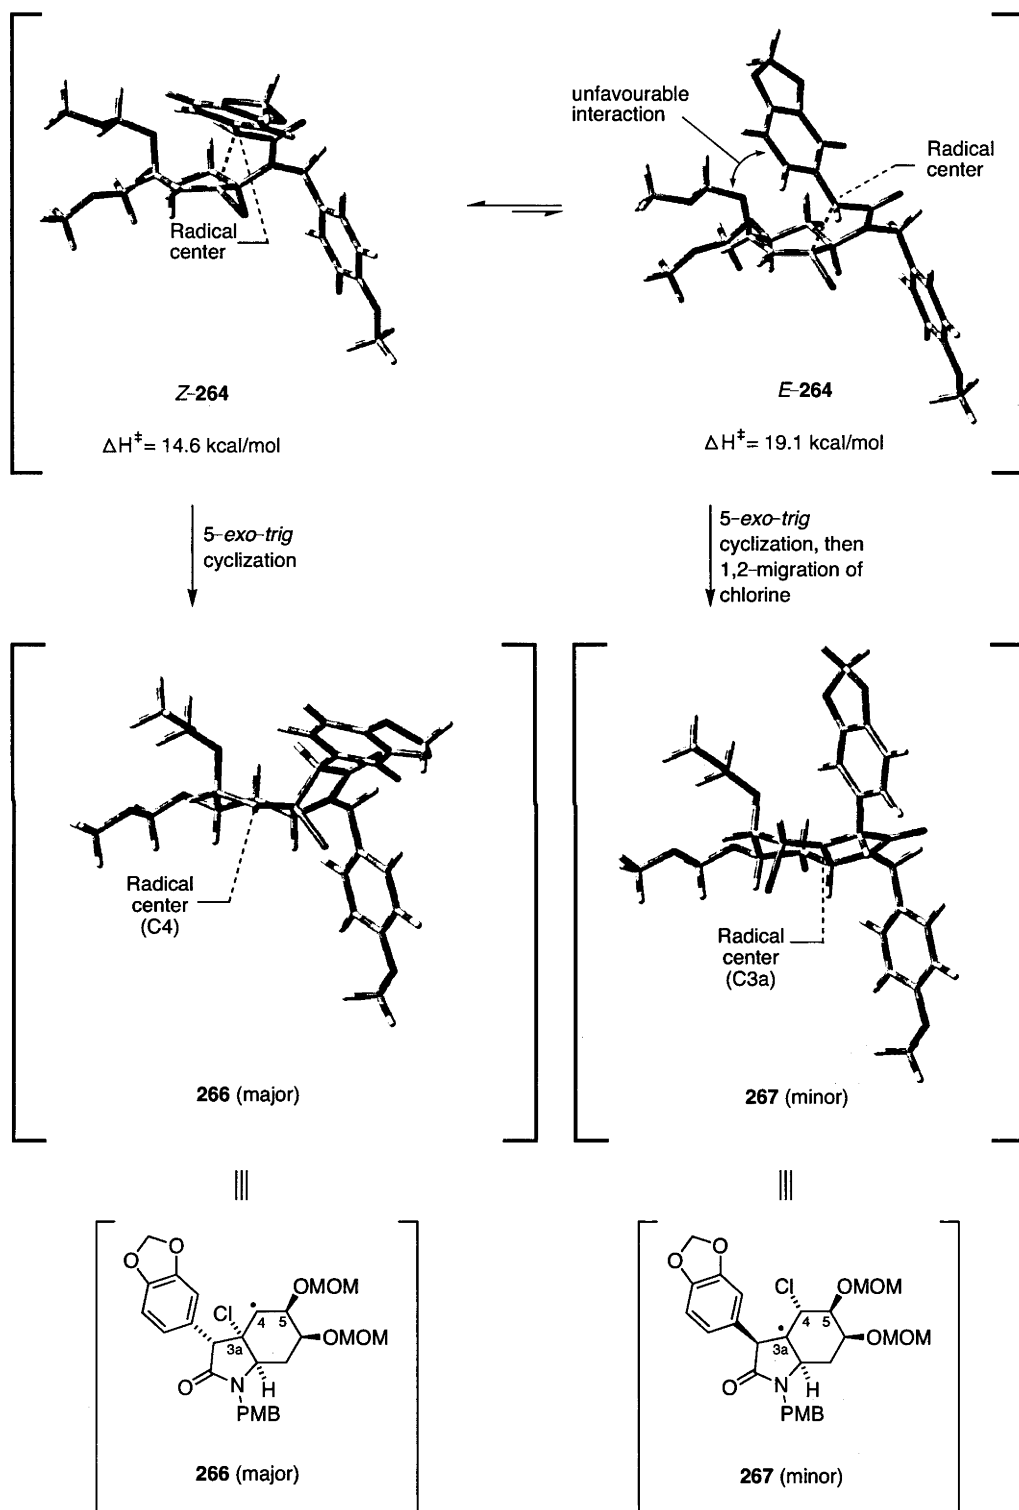 unfavourable
interaction
Radical
center
Radical
center
Z-264
E-264
ΔH‡= 14.6 kcal/mol
ΔH‡= 19.1 kcal/mol
5-exo-trig
cyclization
5-exo-trig
cyclization, then
1,2-migration of
chlorine
Radical
center
(C4)
Radical
center
(C3a)
266 (major)
267 (minor)
O
O
Cl
OMOM
4
5
3a
OMOM
O
N
H
PMB
266 (major)
O
O
Cl
OMOM
4
5
3a
OMOM
O
N
H
PMB
267 (minor)